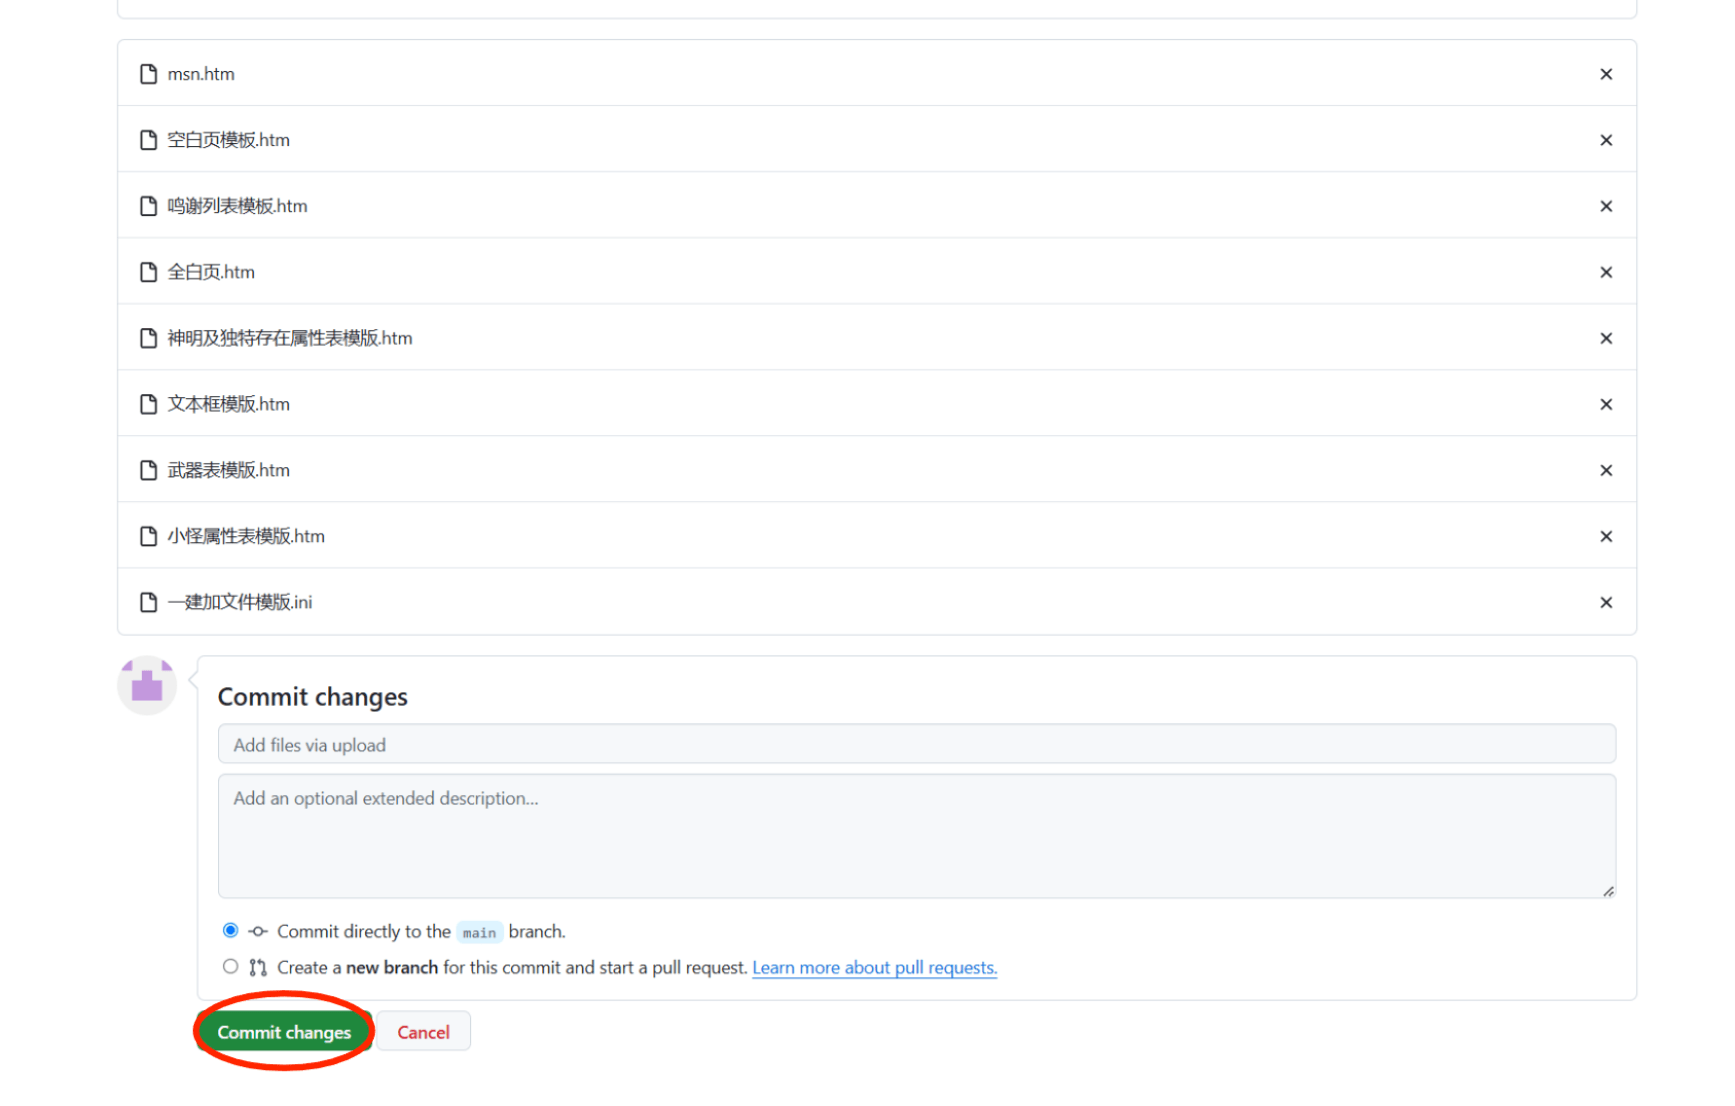 msn.htm
空白页模板.htm
鸣谢列表模板.htm
全白页.htm
神明及独特存在属性表模版.htm
文本框模版.htm
武器表模版.htm
小怪属性表模版.htm
一建加文件模版.ini
Commit changes
Add files via upload
Add an optional extended description...
Commit directly to the main branch.
Create a new branch for this commit and start a pull request. Learn more about pull requests.
Commit changes Cancel